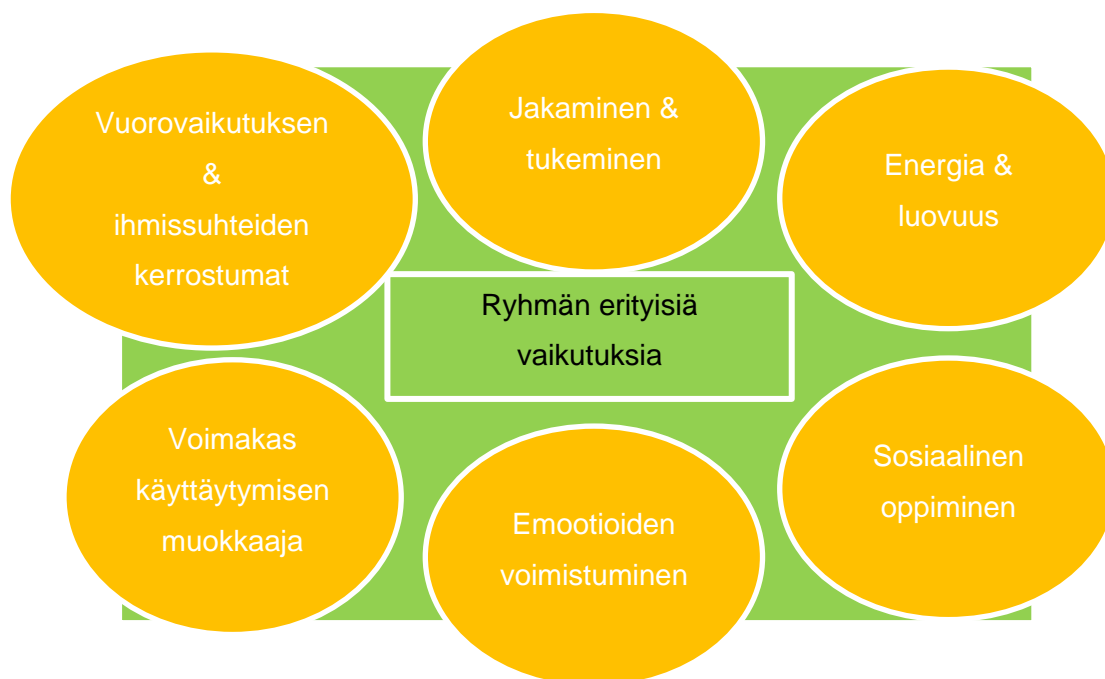 Vuorovaikutuksen
&
ihmissuhteiden
kerrostumat
Jakaminen &
tukeminen
Energia &
luovuus
Ryhmän erityisiä
vaikutuksia
Voimakas
käyttäytymisen
muokkaaja
Emootioiden
voimistuminen
Sosiaalinen
oppiminen